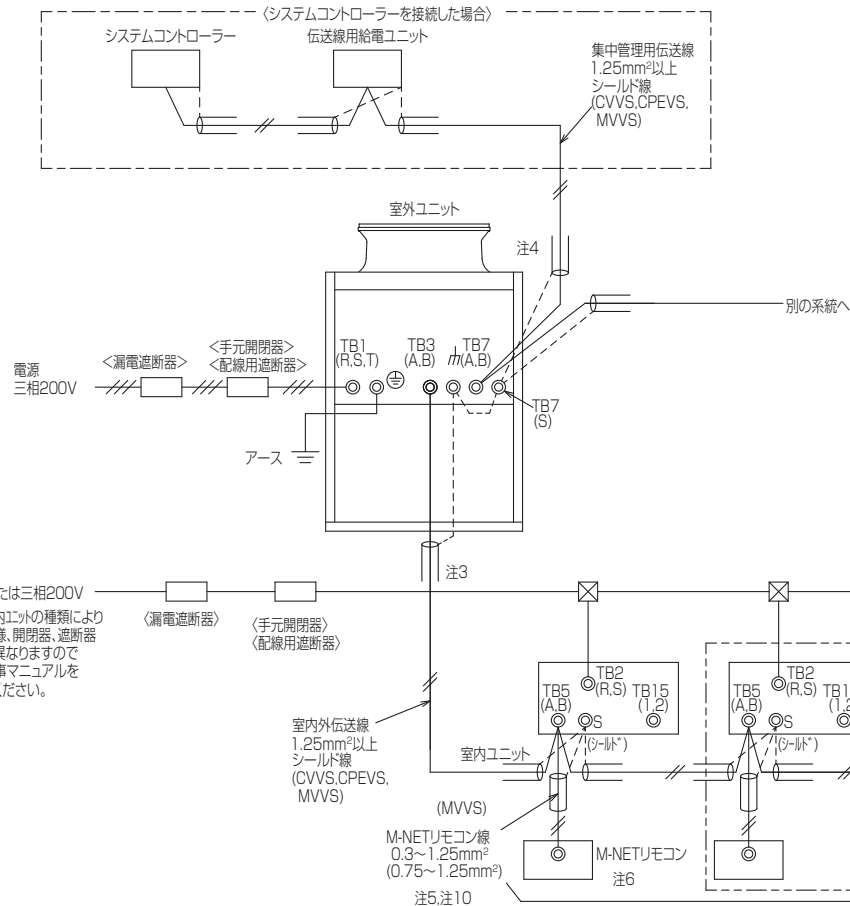 〈システムコントローラーを接続した場合〉
システムコントローラー
伝送線用給電ユニット
集中管理用伝送線
1.25mm²以上
シールド線
(CVVS,CPEVS,
MVVS)
室外ユニット
注4
別の系統へ
電源
三相200V
<漏電遮断器>
<手元開閉器>
<配線用遮断器>
TB1
(R,S,T)
TB3
(A,B)
TB7
(A,B)
TB7
(S)
アース
注3
たは三相200V
内ユニットの種類により
様、開閉器、遮断器
異なりますので
事マニュアルを
ください。
〈漏電遮断器〉
〈手元開閉器〉
〈配線用遮断器〉
TB2
(R,S)
TB5
(A,B)
TB15
(1,2)
S
(シールド)
TB2
(R,S)
TB5
(A,B)
TB1
(1,2
S
(シールド)
室内外伝送線
1.25mm²以上
シールド線
(CVVS,CPEVS,
MVVS)
室内ユニット
(MVVS)
M-NETリモコン線
0.3~1.25mm²
(0.75~1.25mm²)
注5,注10
M-NETリモコン
注6